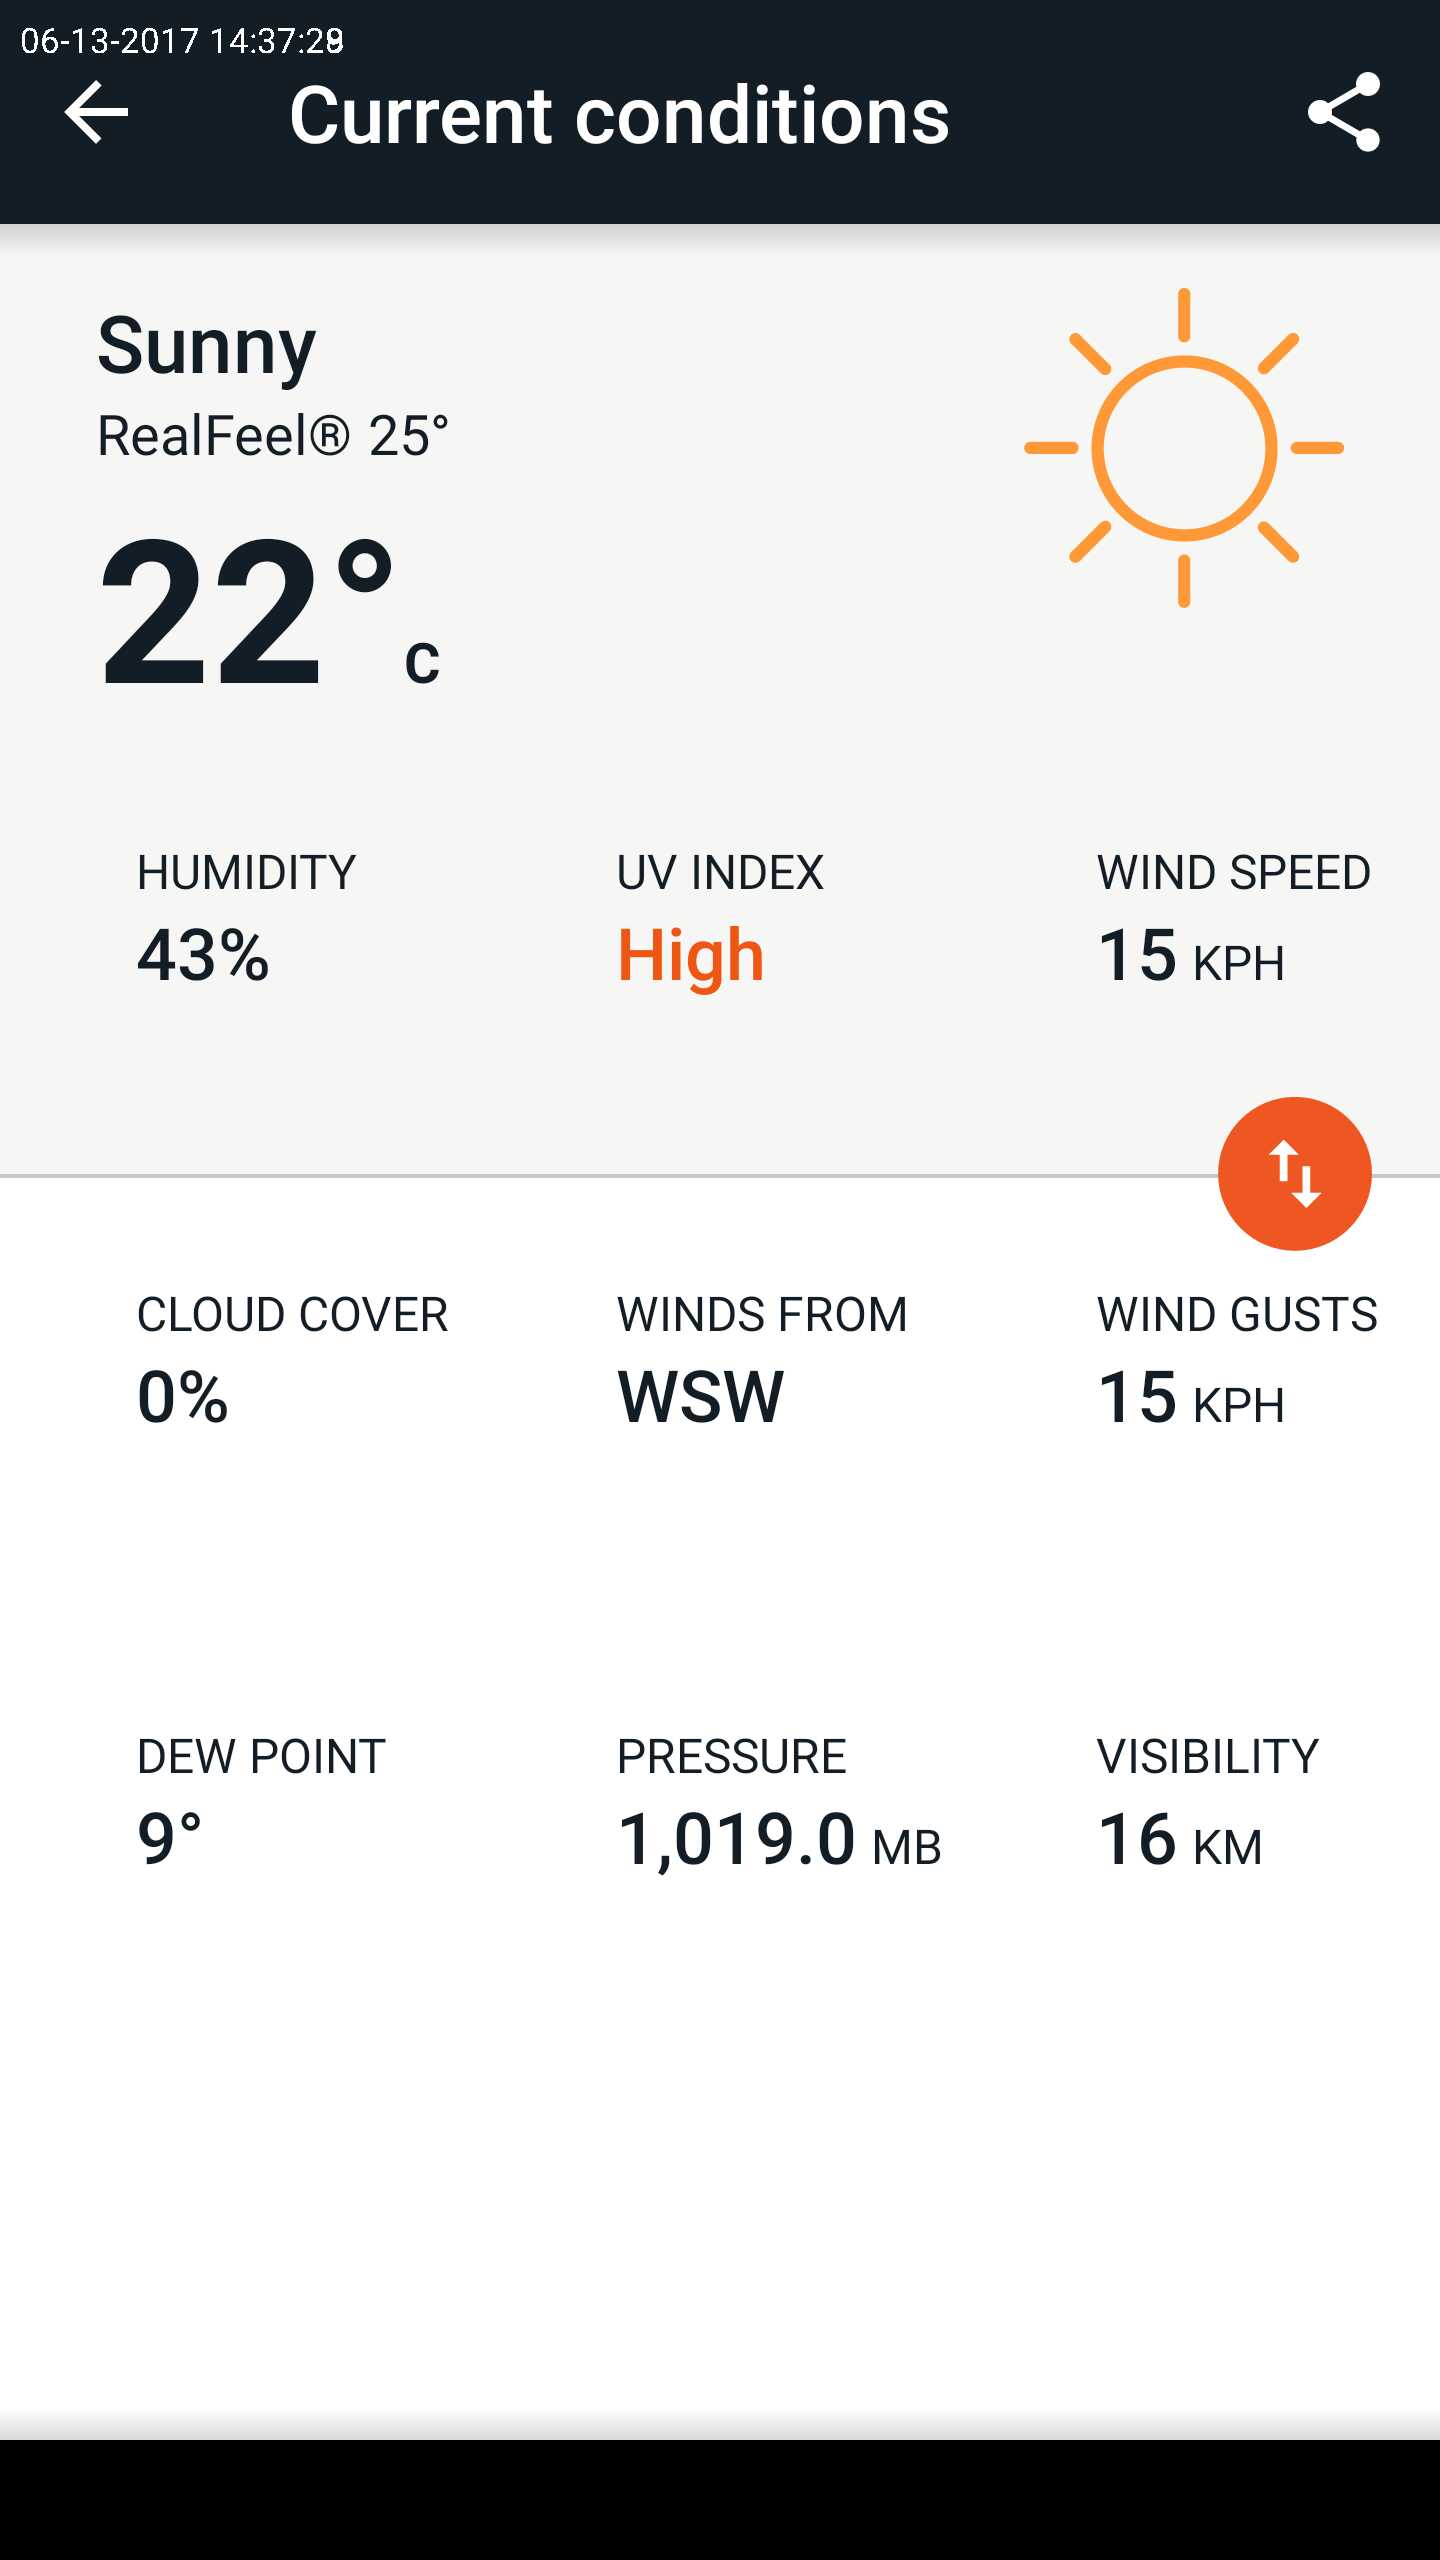 06-13-2017 14:37:28
Current conditions
Sunny
RealFeel® 25°
22° C
HUMIDITY UV INDEX WIND SPEED
43% High 15 KPH
CLOUD COVER WINDS FROM WIND GUSTS
0% WSW 15 KPH
DEW POINT PRESSURE VISIBILITY
9° 1,019.0 MB 16 KM